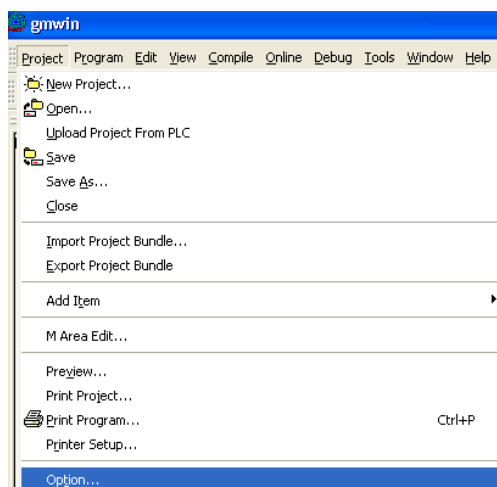 gmwin
Project Program Edit View Compile Online Debug Tools Window Help
New Project...
Open...
Upload Project From PLC
Save
Save As...
Close
Import Project Bundle...
Export Project Bundle
Add Item
M Area Edit...
Preview...
Print Project...
Print Program... Ctrl+P
Printer Setup...
Option...